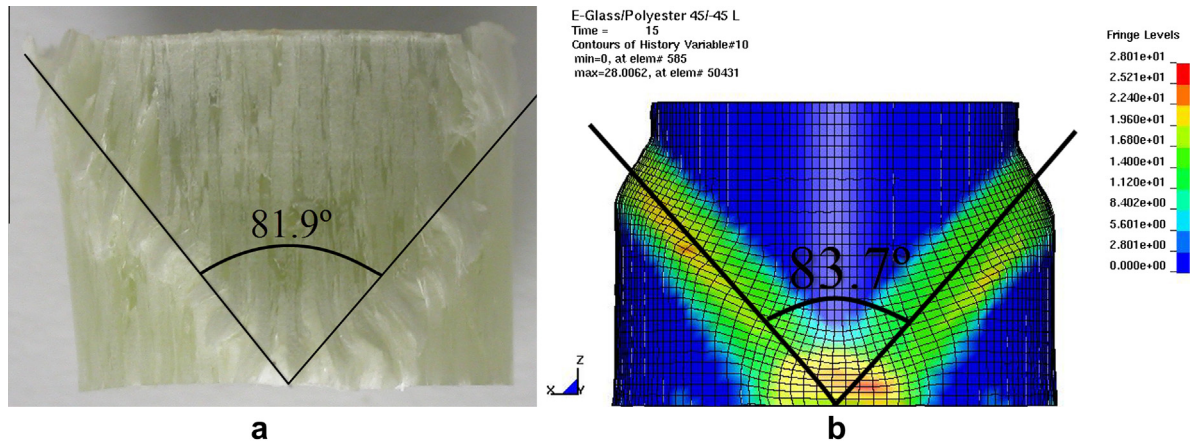 81.9º
a
E-Glass/Polyester 45/-45 L
Time = 15
Contours of History Variable#10
min=0, at elem# 585
max=28.0062, at elem# 50431
Fringe Levels
2.801e+01
2.521e+01
2.240e+01
1.960e+01
1.680e+01
1.400e+01
1.120e+01
8.402e+00
5.601e+00
2.801e+00
0.000e+00
83.7º
Z
X Y
b